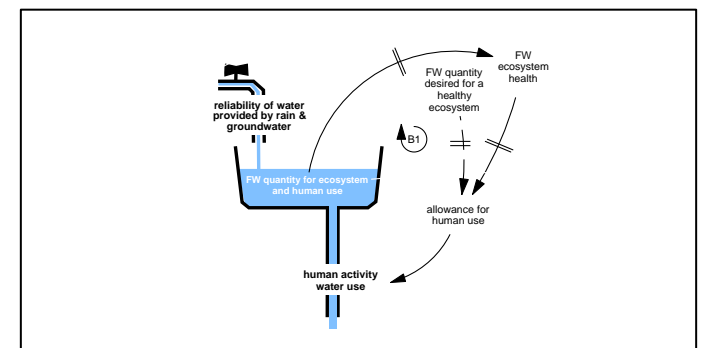 FW
ecosystem
health
FW quantity
desired for a
healthy
ecosystem
reliability of water
provided by rain &
groundwater
B1
FW quantity for ecosystem
and human use
allowance for
human use
human activity
water use